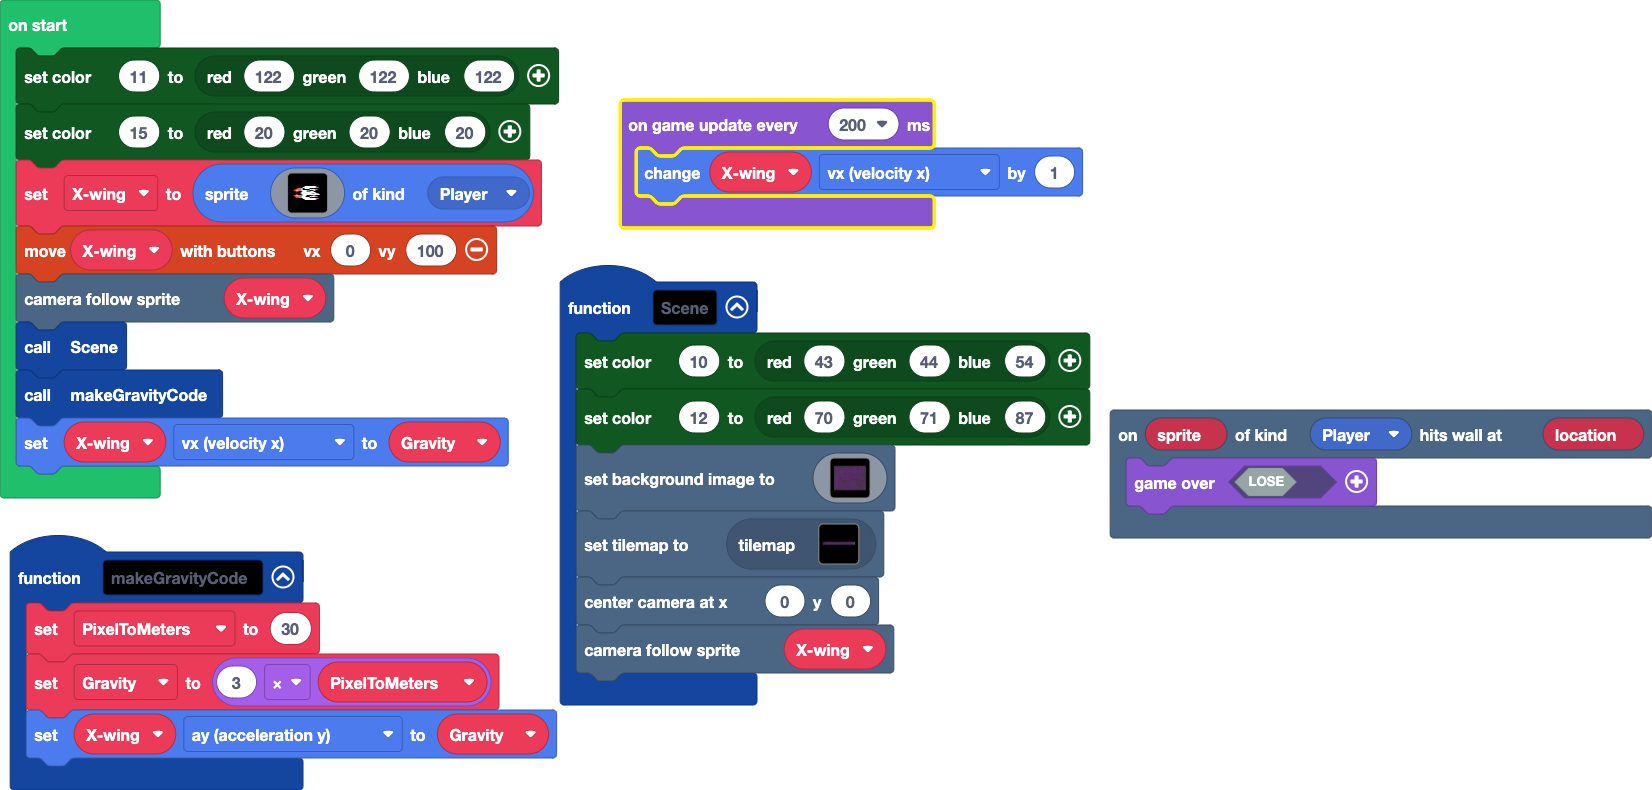 on start
set color 11 to red 122 green 122 blue 122
set color 15 to red 20 green 20 blue 20
set X-wing to sprite of kind Player
move X-wing with buttons vx 0 vy 100
camera follow sprite X-wing
call Scene
call makeGravityCode
set X-wing vx (velocity x) to Gravity
on game update every 200 ms
change X-wing vx (velocity x) by 1
function Scene
set color 10 to red 43 green 44 blue 54
set color 12 to red 70 green 71 blue 87
set background image to
set tilemap to tilemap
center camera at x 0 y 0
camera follow sprite X-wing
on sprite of kind Player hits wall at location
game over LOSE
function makeGravityCode
set PixelToMeters to 30
set Gravity to 3 × PixelToMeters
set X-wing ay (acceleration y) to Gravity